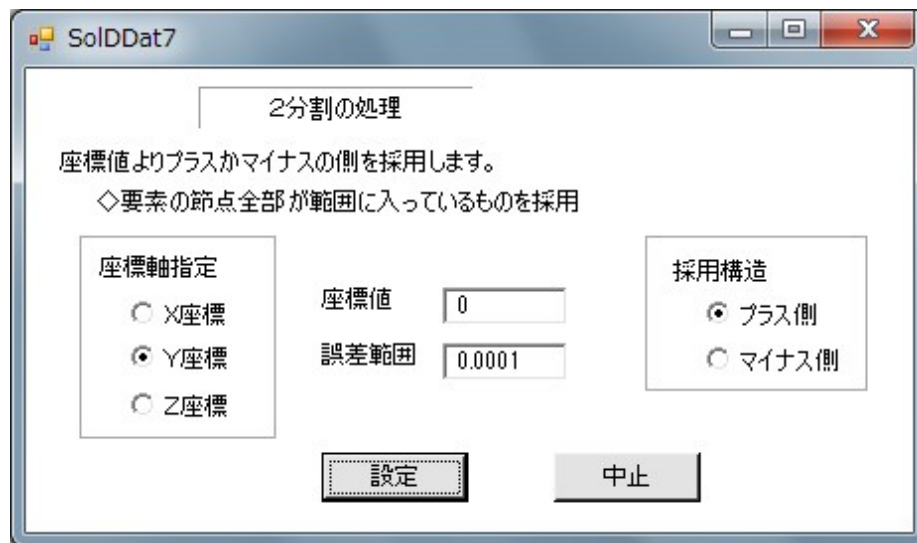 SolDDat7
2分割の処理
座標値よりプラスかマイナスの側を採用します。
◇要素の節点全部が範囲に入っているものを採用
座標軸指定
X座標
Y座標
Z座標
座標値 0
誤差範囲 0.0001
採用構造
プラス側
マイナス側
設定 中止